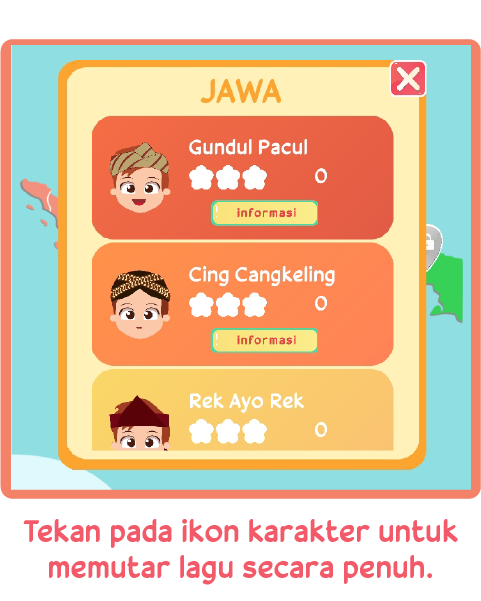 JAWA
Gundul Pacul
0
informasi
Cing Cangkeling
0
informasi
Rek Ayo Rek
0
Tekan pada ikon karakter untuk
memutar lagu secara penuh.